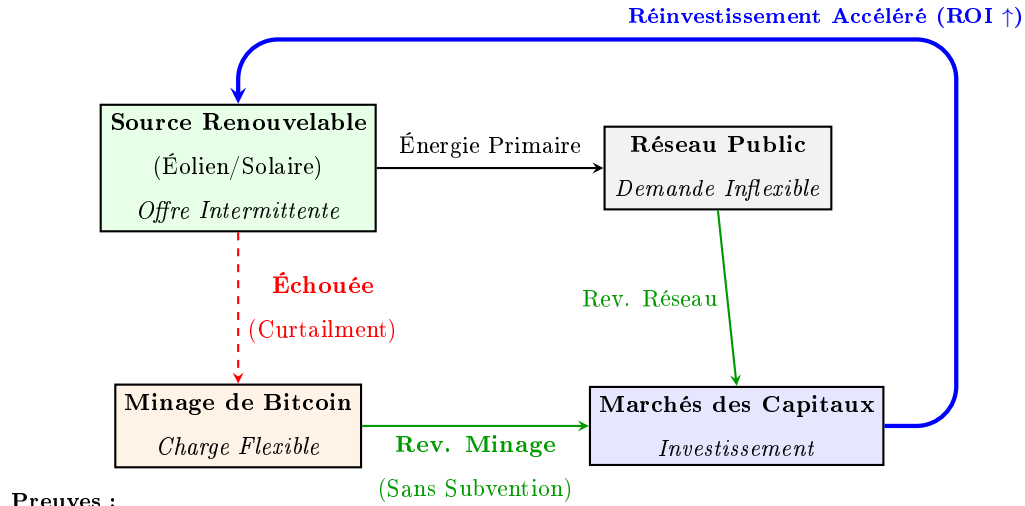 Réinvestissement Accéléré (ROI ↑)
Source Renouvelable
(Éolien/Solaire)
Offre Intermittente
Énergie Primaire
Réseau Public
Demande Inflexible
Échouée
(Curtailment)
Rev. Réseau
Minage de Bitcoin
Charge Flexible
Rev. Minage
(Sans Subvention)
Marchés des Capitaux
Investissement
Preuves :